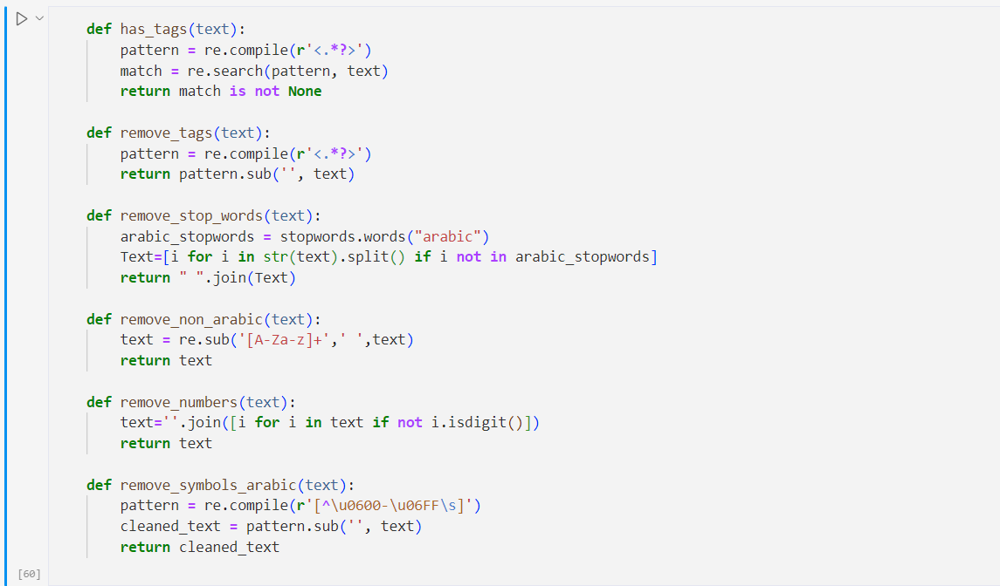 def has_tags(text):
    pattern = re.compile(r'<.*?>')
    match = re.search(pattern, text)
    return match is not None

def remove_tags(text):
    pattern = re.compile(r'<.*?>')
    return pattern.sub('', text)

def remove_stop_words(text):
    arabic_stopwords = stopwords.words("arabic")
    Text=[i for i in str(text).split() if i not in arabic_stopwords]
    return " ".join(Text)

def remove_non_arabic(text):
    text = re.sub('[A-Za-z]+',' ',text)
    return text

def remove_numbers(text):
    text=''.join([i for i in text if not i.isdigit()])
    return text

def remove_symbols_arabic(text):
    pattern = re.compile(r'[^\u0600-\u06FF\s]')
    cleaned_text = pattern.sub('', text)
    return cleaned_text
[60]